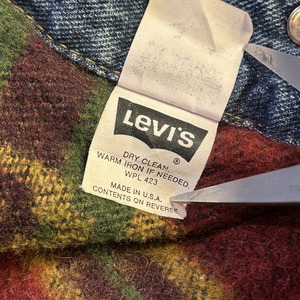 Levi's
®
DRY CLEAN
WARM IRON IF NEEDED
WPL 423
MADE IN U.S.A.
CONTENTS ON REVERSE